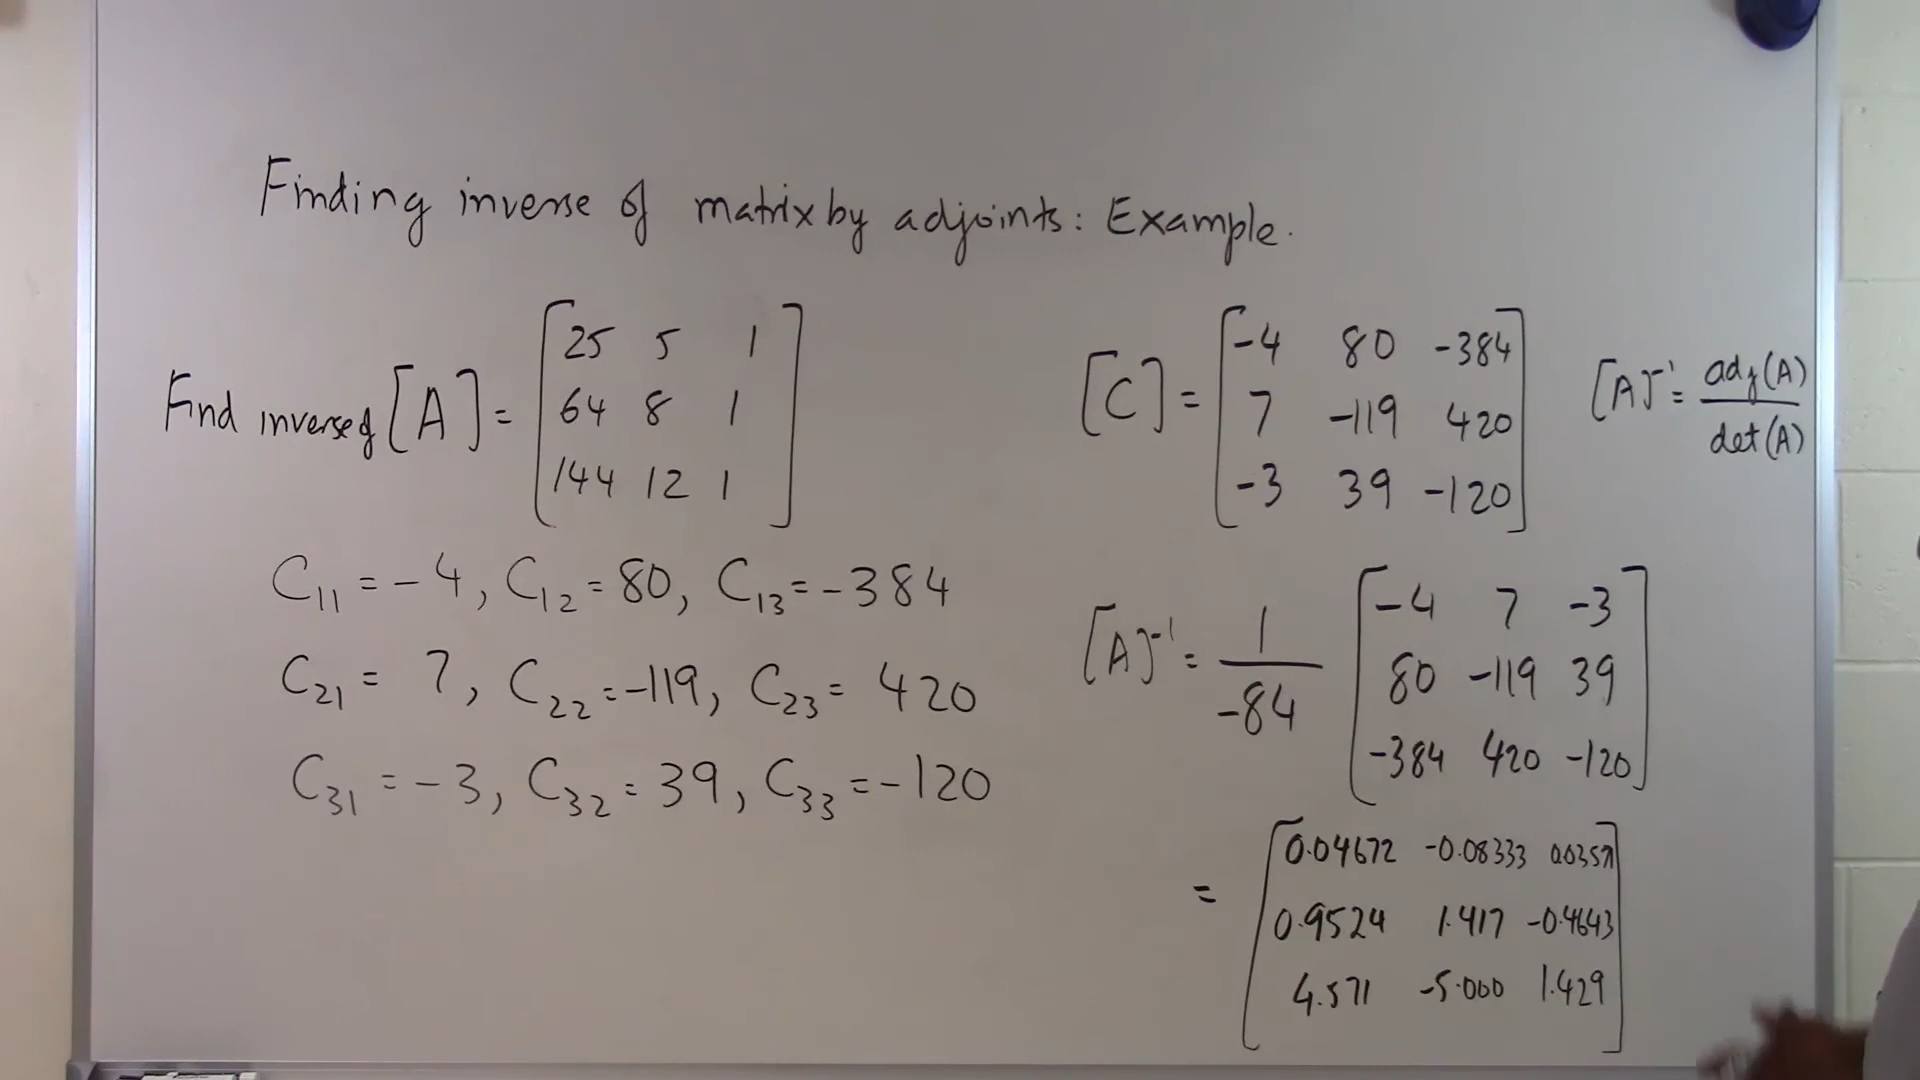 Finding inverse of matrix by adjoints: Example.
Find inverse of [A] =
25 5 1
64 8 1
144 12 1
C11 = -4, C12 = 80, C13 = -384
C21 = 7, C22 = -119, C23 = 420
C31 = -3, C32 = 39, C33 = -120
[C] =
-4 80 -384
7 -119 420
-3 39 -120
[A]⁻¹ = adj(A)
det(A)
[A]⁻¹ = 1
-84
-4 7 -3
80 -119 39
-384 420 -120
=
0.04672 -0.08333 0.03571
0.9524 1.417 -0.4643
4.571 -5.000 1.429